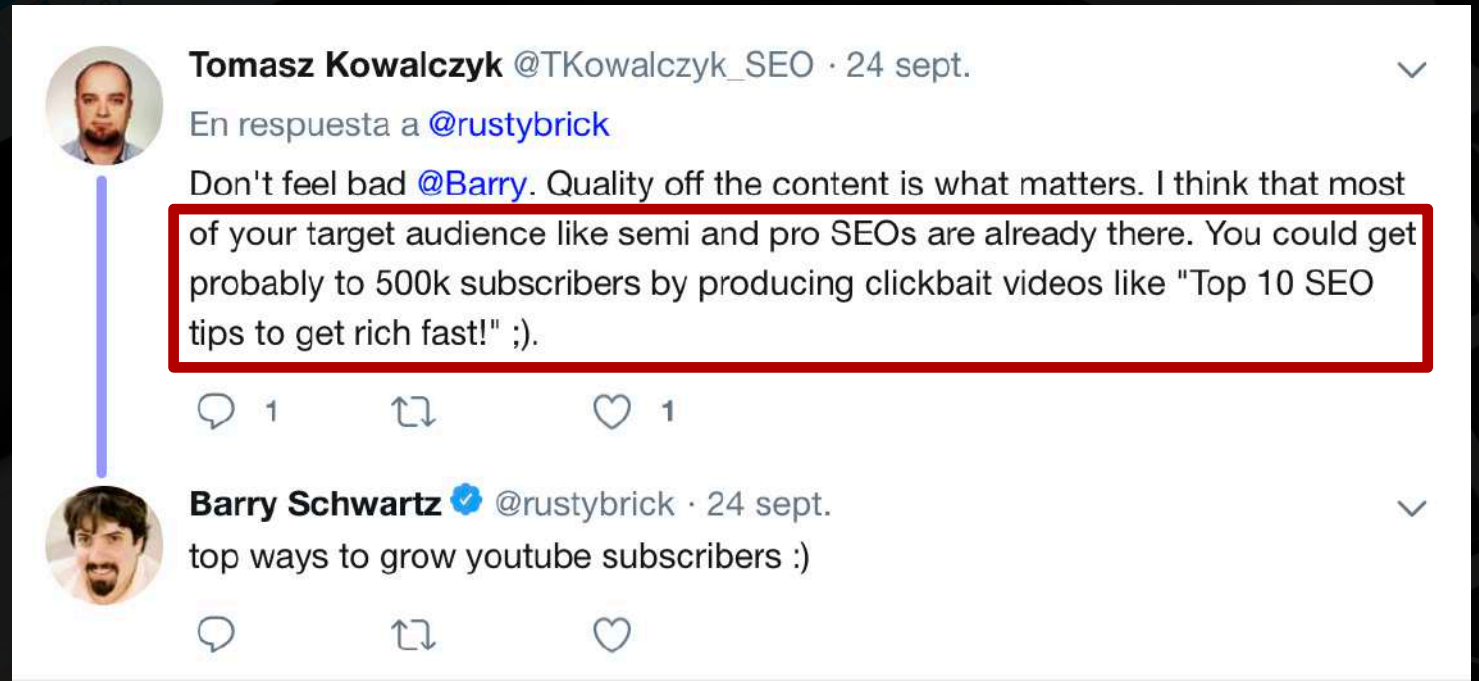 Tomasz Kowalczyk @TKowalczyk_SEO · 24 sept.
En respuesta a @rustybrick
Don't feel bad @Barry. Quality off the content is what matters. I think that most
of your target audience like semi and pro SEOs are already there. You could get
probably to 500k subscribers by producing clickbait videos like "Top 10 SEO
tips to get rich fast!" ;).
1 1
Barry Schwartz @rustybrick · 24 sept.
top ways to grow youtube subscribers :)